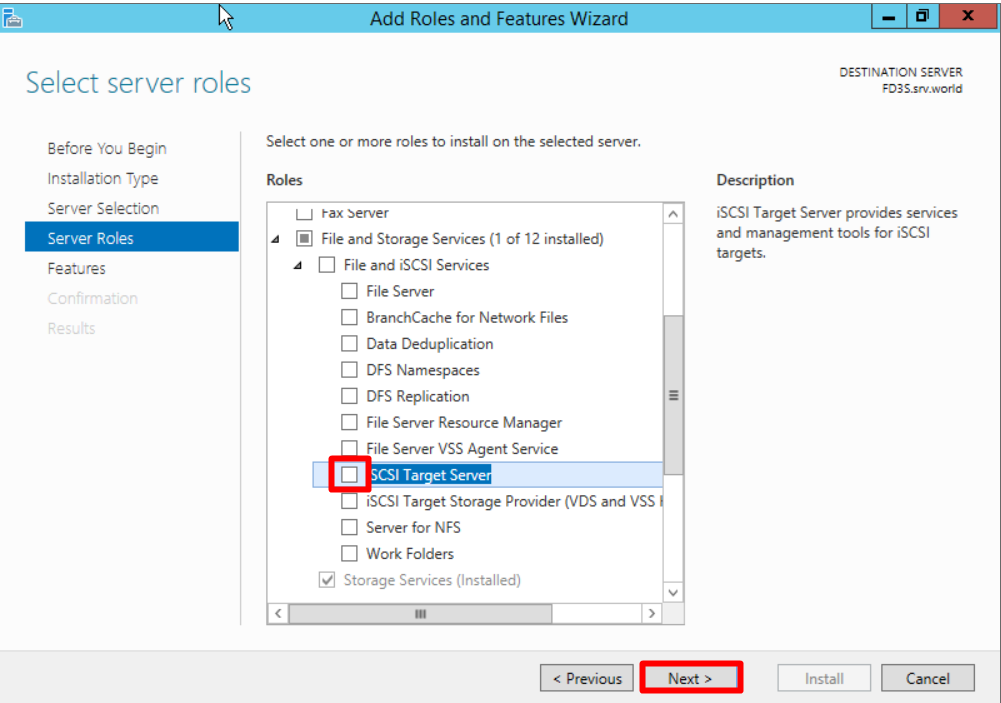 Add Roles and Features Wizard
Select server roles
DESTINATION SERVER
FD3S.srv.world
Before You Begin
Installation Type
Server Selection
Server Roles
Features
Confirmation
Results
Select one or more roles to install on the selected server.
Roles
Fax Server
File and Storage Services (1 of 12 installed)
File and iSCSI Services
File Server
BranchCache for Network Files
Data Deduplication
DFS Namespaces
DFS Replication
File Server Resource Manager
File Server VSS Agent Service
SCSI Target Server
iSCSI Target Storage Provider (VDS and VSS
Server for NFS
Work Folders
Storage Services (Installed)
Description
iSCSI Target Server provides services
and management tools for iSCSI
targets.
< Previous
Next >
Install
Cancel